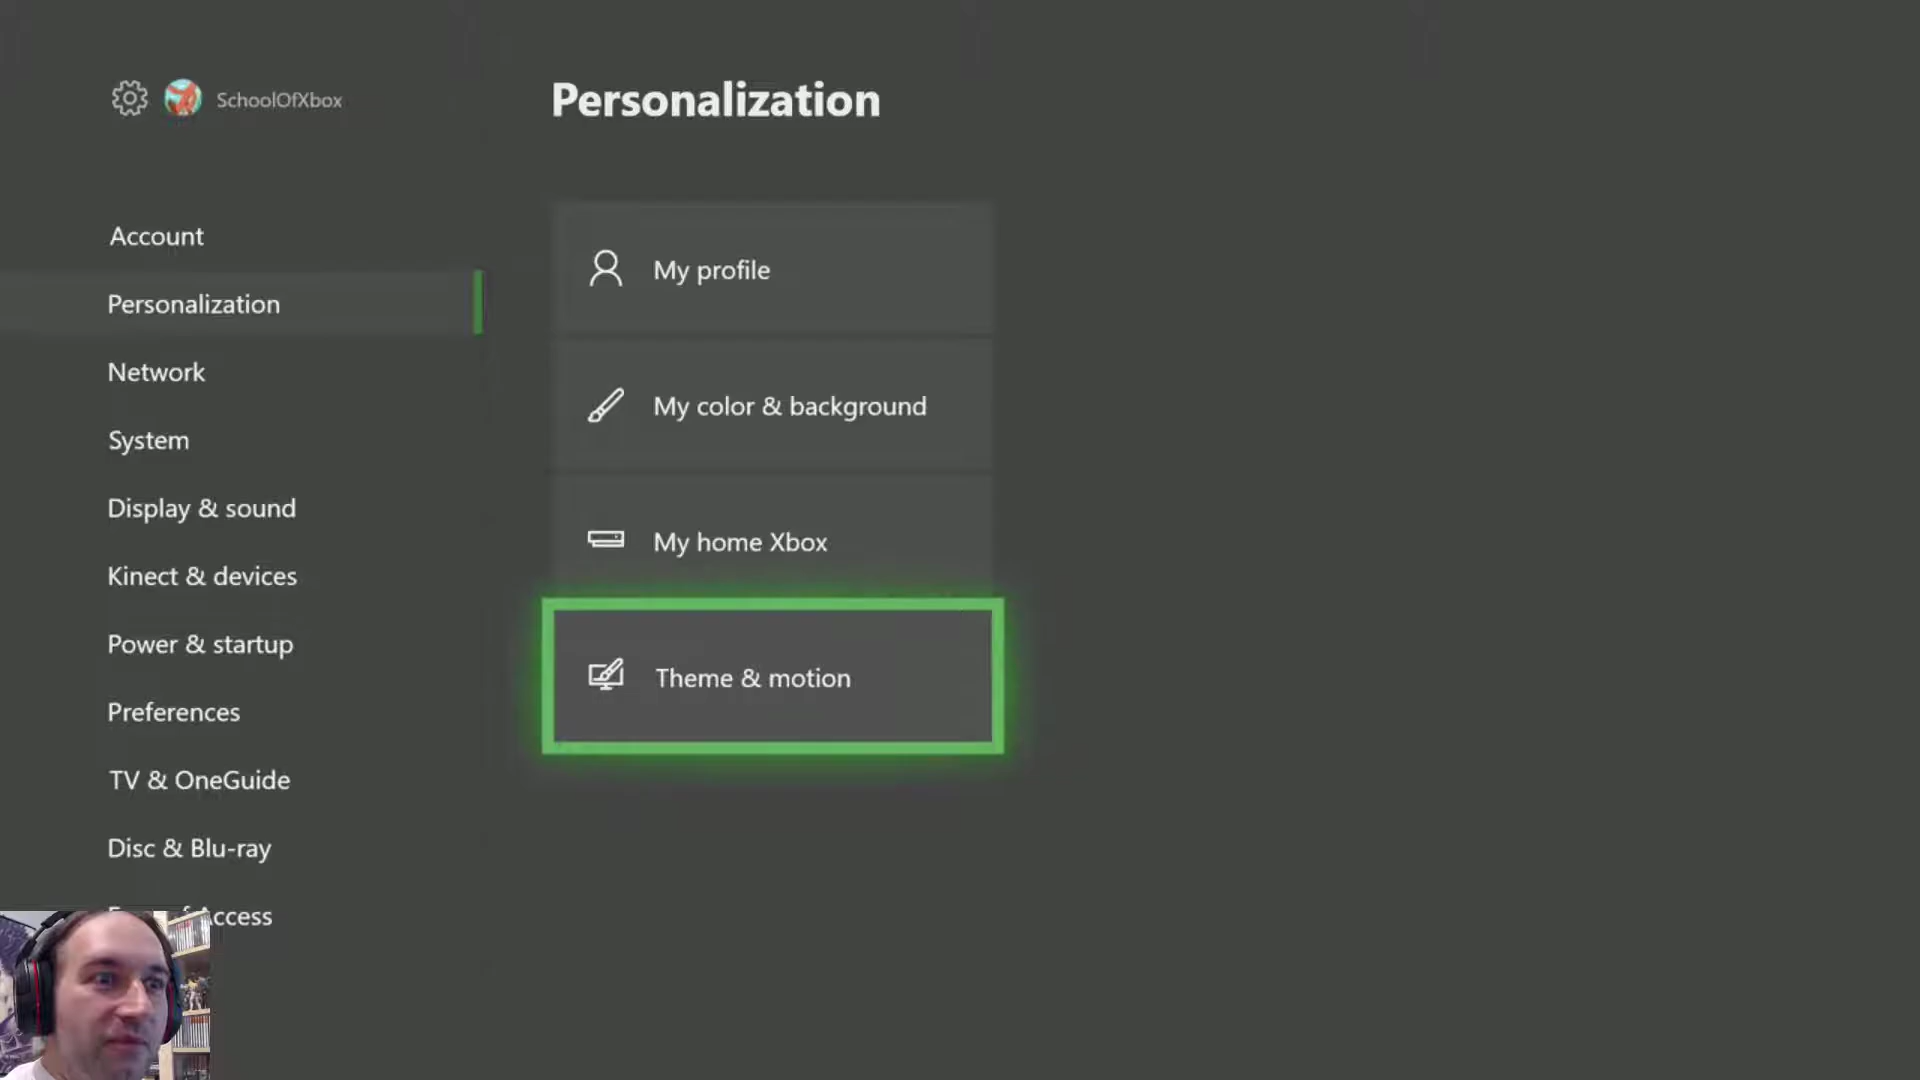 SchoolOfXbox
Personalization
Account
Personalization
Network
System
Display & sound
Kinect & devices
Power & startup
Preferences
TV & OneGuide
Disc & Blu-ray
Access
My profile
My color & background
My home Xbox
Theme & motion